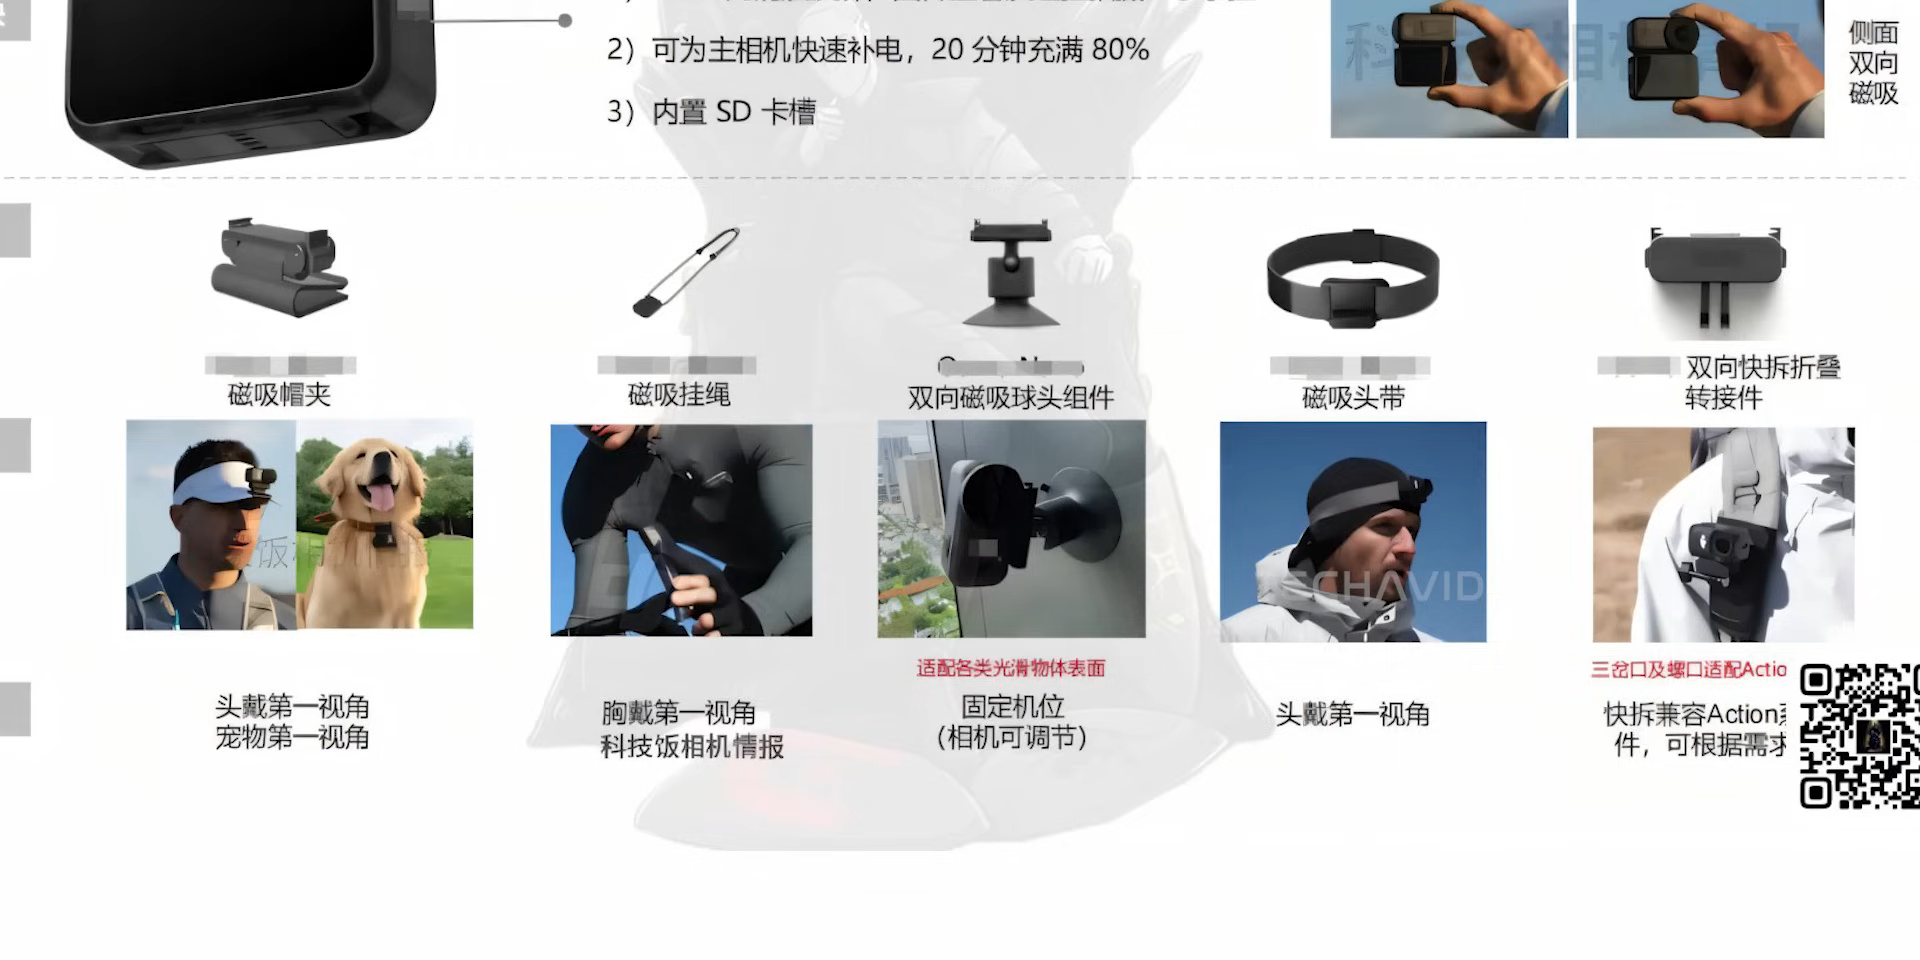 2）可为主相机快速补电，20 分钟充满 80%
3）内置 SD 卡槽
侧面
双向
磁吸
磁吸帽夹
磁吸挂绳
双向磁吸球头组件
磁吸头带
双向快拆折叠
转接件
适配各类光滑物体表面
三岔口及螺口适配Actio
头戴第一视角
宠物第一视角
胸戴第一视角
科技饭相机情报
固定机位
(相机可调节)
头戴第一视角
快拆兼容Action
件，可根据需求
ECHAVID